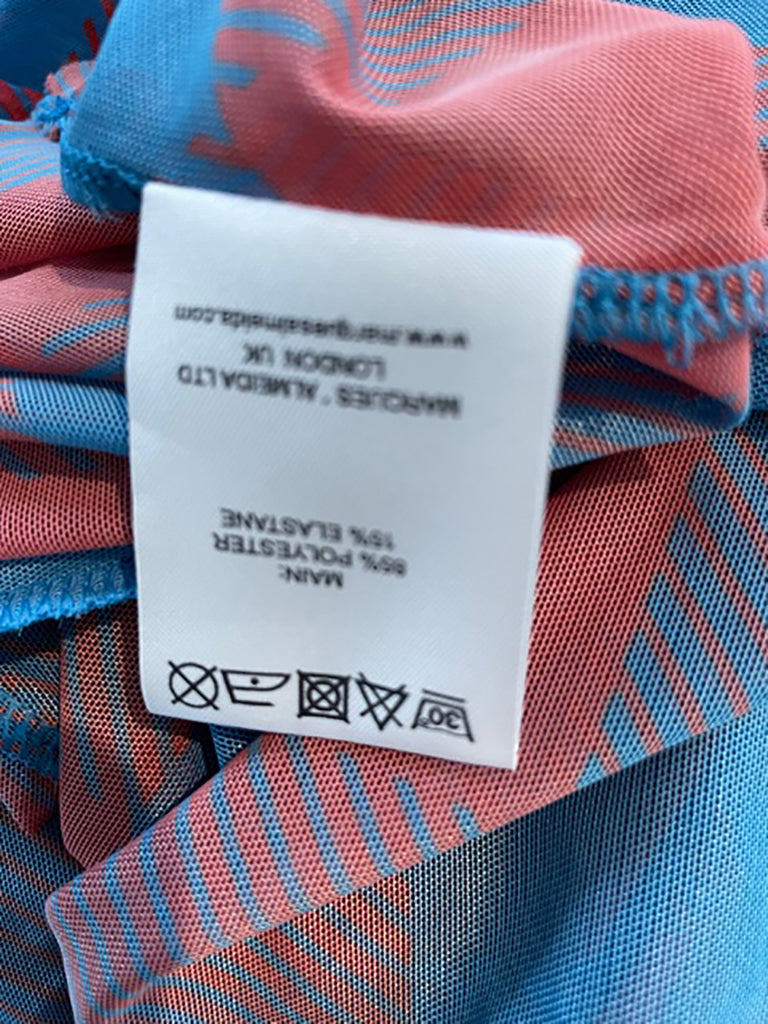 30°
MAIN:
85% POLYESTER
15% ELASTANE
MARQUES ' ALMEIDA LTD
LONDON UK
www.marquesalmeida.com